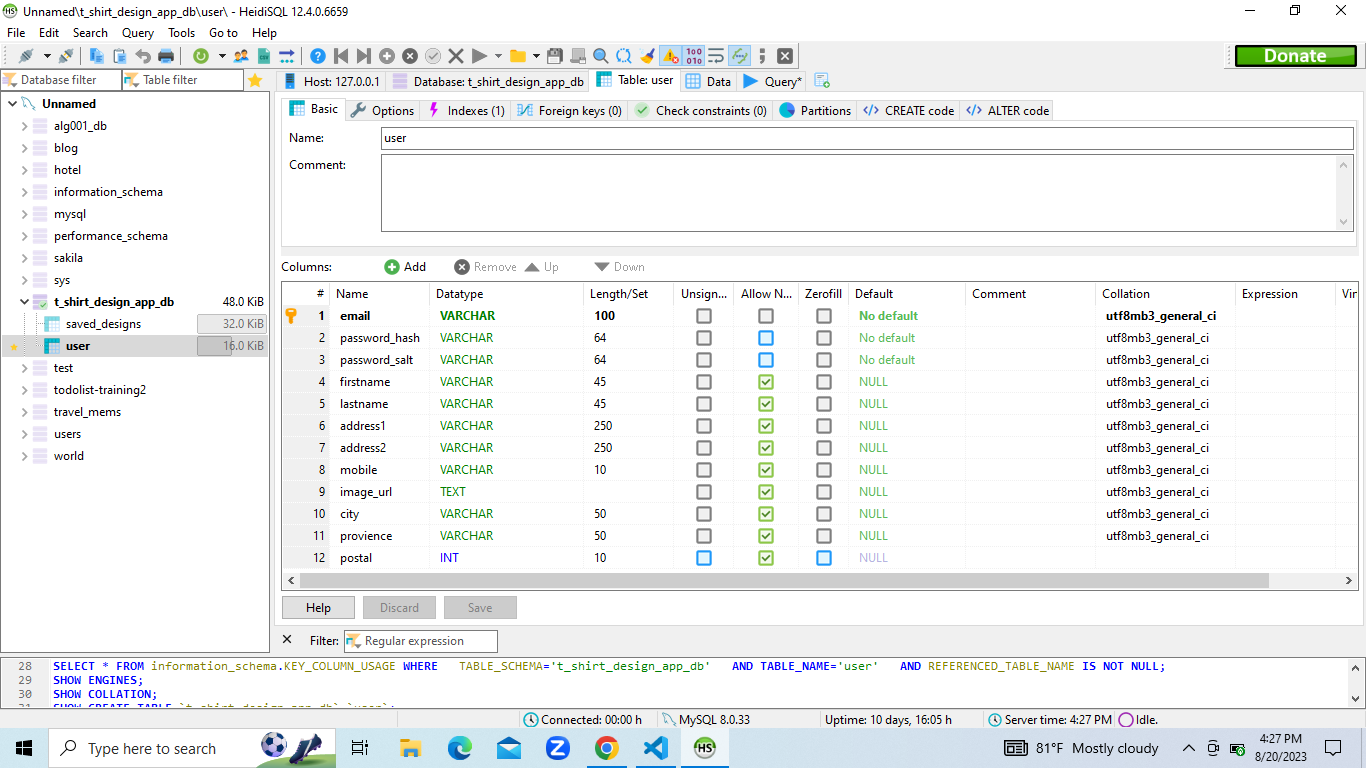 Unnamed\t_shirt_design_app_db\user\ - HeidiSQL 12.4.0.6659
File Edit Search Query Tools Go to Help
Donate
Database filter Table filter
Host: 127.0.0.1 Database: t_shirt_design_app_db Table: user Data Query*
Unnamed
alg001_db
blog
hotel
information_schema
mysql
performance_schema
sakila
sys
t_shirt_design_app_db 48.0 KiB
saved_designs 32.0 KiB
user 16.0 KiB
test
todolist-training2
travel_mems
users
world
Basic Options Indexes (1) Foreign keys (0) Check constraints (0) Partitions CREATE code ALTER code
Name: user
Comment:
Columns: Add Remove Up Down
# Name Datatype Length/Set Unsign... Allow N... Zerofill Default Comment Collation Expression Vir
1 email VARCHAR 100 No default utf8mb3_general_ci
2 password_hash VARCHAR 64 No default utf8mb3_general_ci
3 password_salt VARCHAR 64 No default utf8mb3_general_ci
4 firstname VARCHAR 45 NULL utf8mb3_general_ci
5 lastname VARCHAR 45 NULL utf8mb3_general_ci
6 address1 VARCHAR 250 NULL utf8mb3_general_ci
7 address2 VARCHAR 250 NULL utf8mb3_general_ci
8 mobile VARCHAR 10 NULL utf8mb3_general_ci
9 image_url TEXT NULL utf8mb3_general_ci
10 city VARCHAR 50 NULL utf8mb3_general_ci
11 provience VARCHAR 50 NULL utf8mb3_general_ci
12 postal INT 10 NULL
Help Discard Save
Filter: Regular expression
28 SELECT * FROM information_schema.KEY_COLUMN_USAGE WHERE TABLE_SCHEMA='t_shirt_design_app_db' AND TABLE_NAME='user' AND REFERENCED_TABLE_NAME IS NOT NULL;
29 SHOW ENGINES;
30 SHOW COLLATION;
31 SHOW CREATE TABLE `t_shirt_design_app_db`.`user`;
Connected: 00:00 h MySQL 8.0.33 Uptime: 10 days, 16:05 h Server time: 4:27 PM Idle.
Type here to search
81°F Mostly cloudy
4:27 PM
8/20/2023